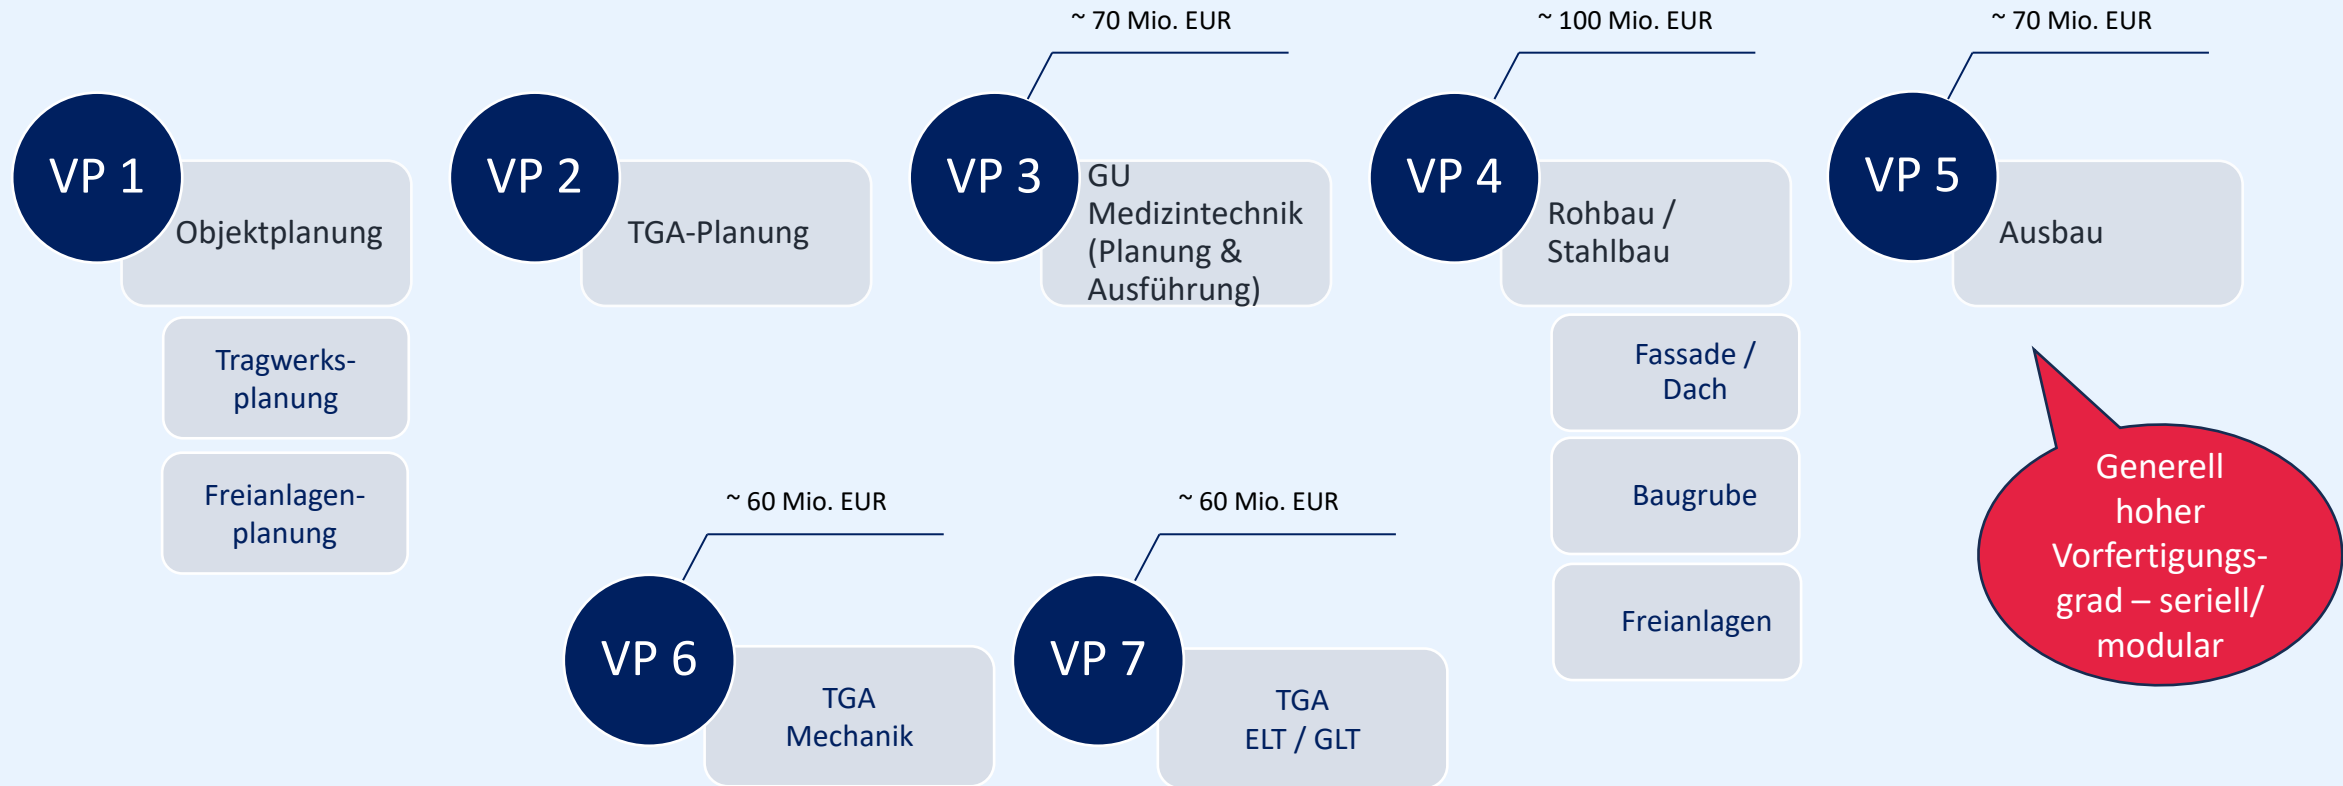 ~ 70 Mio. EUR
~ 100 Mio. EUR
~ 70 Mio. EUR
VP 1
Objektplanung
Tragwerks-
planung
Freianlagen-
planung
VP 2
TGA-Planung
VP 3
GU
Medizintechnik
(Planung &
Ausführung)
VP 4
Rohbau /
Stahlbau
Fassade /
Dach
Baugrube
Freianlagen
VP 5
Ausbau
Generell
hoher
Vorfertigungs-
grad – seriell/
modular
~ 60 Mio. EUR
VP 6
TGA
Mechanik
~ 60 Mio. EUR
VP 7
TGA
ELT / GLT